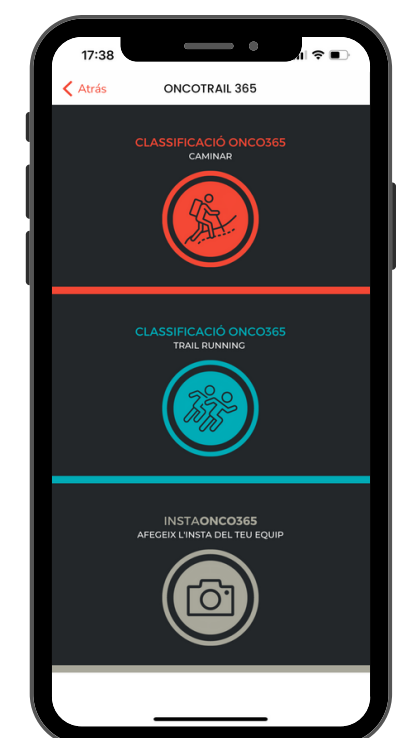 17:38
Atrás
ONCOTRAIL 365
CLASSIFICACIÓ ONCO365
CAMINAR
CLASSIFICACIÓ ONCO365
TRAIL RUNNING
INSTAONCO365
AFEGEIX L'INSTA DEL TEU EQUIP